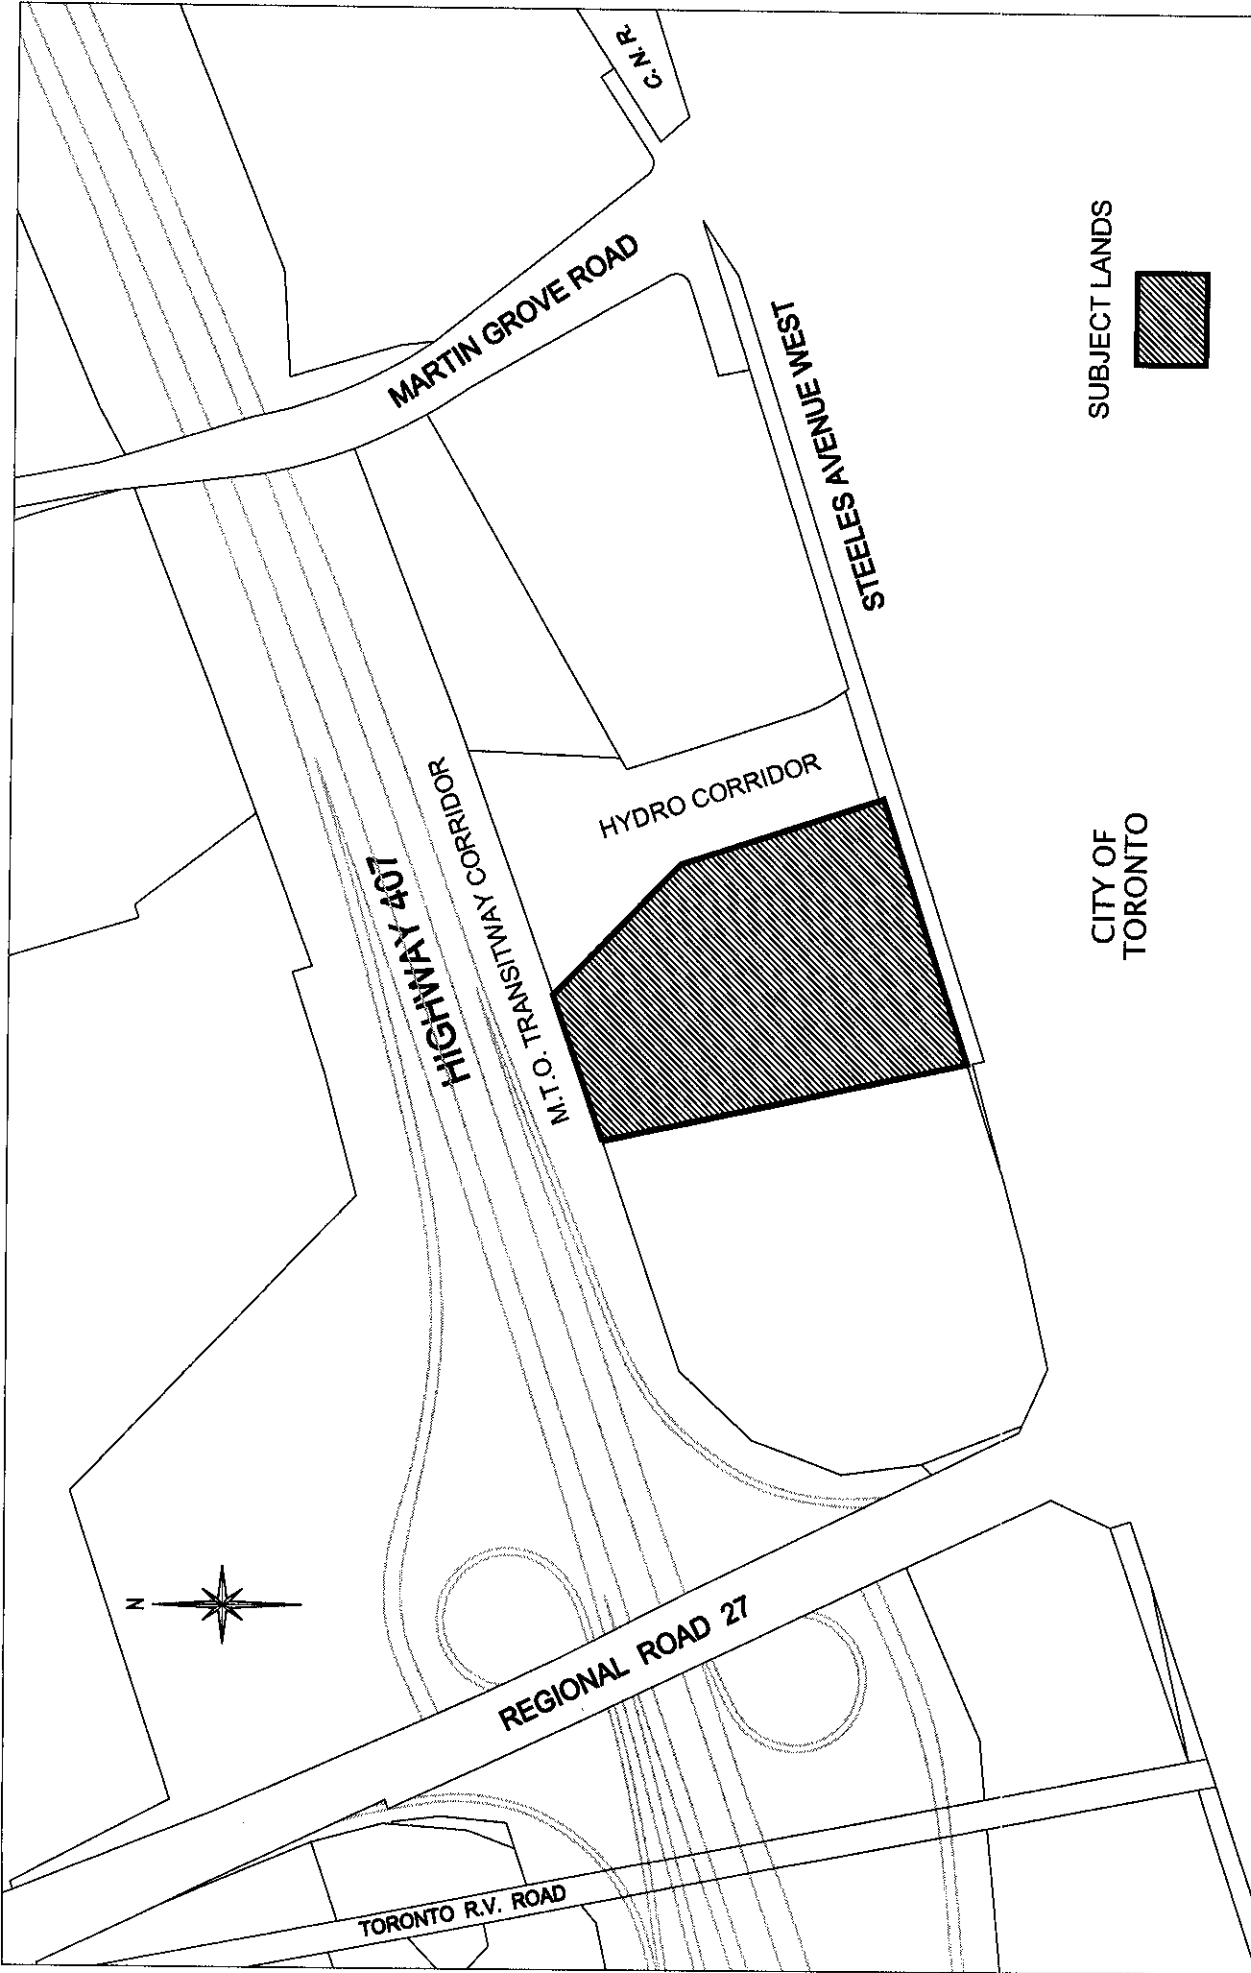 C.N.R.
MARTIN GROVE ROAD
STEELES AVENUE WEST
SUBJECT LANDS
HIGHWAY 407
M.T.O. TRANSITWAY CORRIDOR
HYDRO CORRIDOR
CITY OF
TORONTO
N
REGIONAL ROAD 27
TORONTO R.V. ROAD